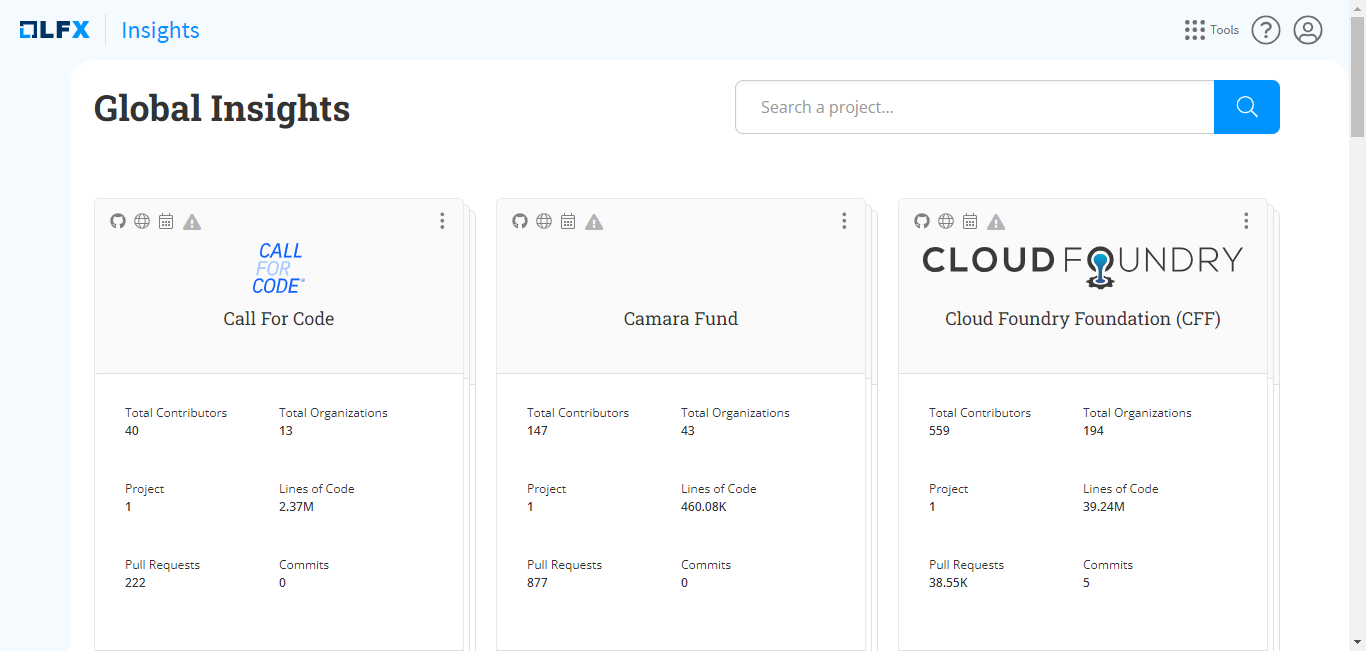 LFX Insights Tools ?
Global Insights
Search a project...
CALL
FOR
CODE®
Call For Code
Total Contributors Total Organizations
40 13
Project Lines of Code
1 2.37M
Pull Requests Commits
222 0
Camara Fund
Total Contributors Total Organizations
147 43
Project Lines of Code
1 460.08K
Pull Requests Commits
877 0
CLOUD FOUNDRY
Cloud Foundry Foundation (CFF)
Total Contributors Total Organizations
559 194
Project Lines of Code
1 39.24M
Pull Requests Commits
38.55K 5